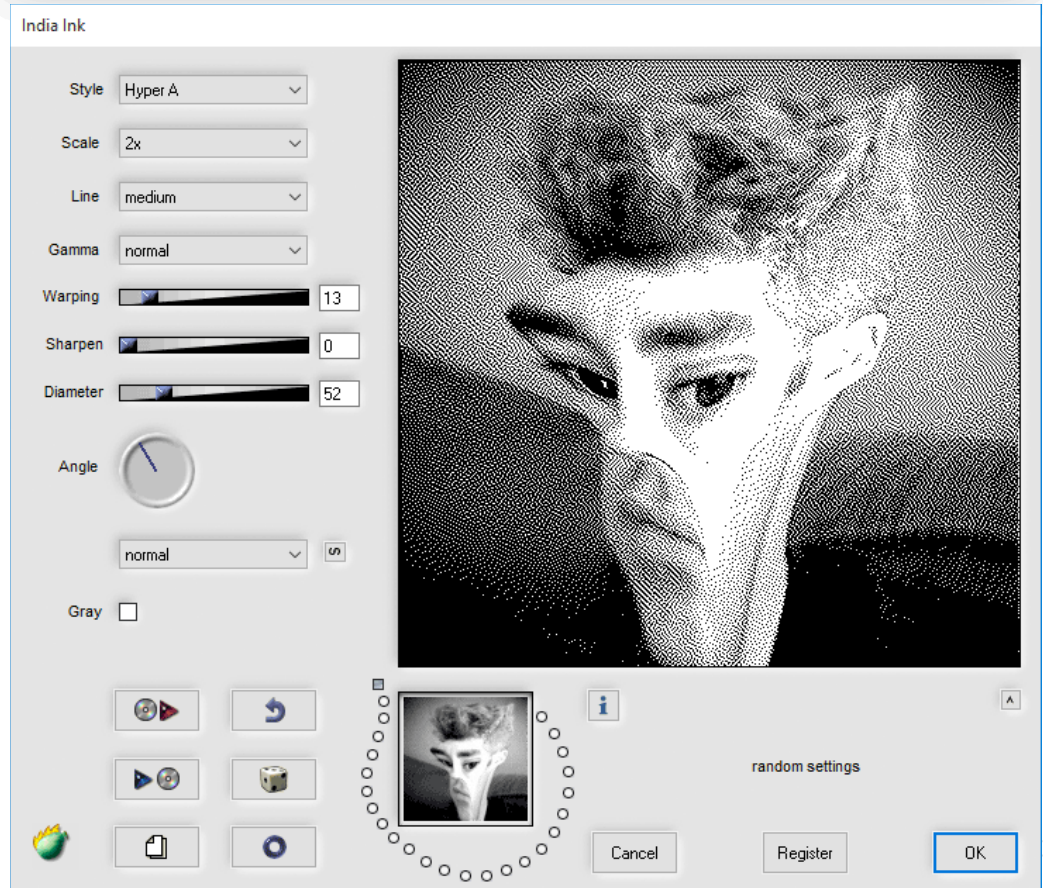 India Ink
Style Hyper A
Scale 2x
Line medium
Gamma normal
Warping 13
Sharpen 0
Diameter 52
Angle
normal S
Gray
i ^
random settings
Cancel Register OK